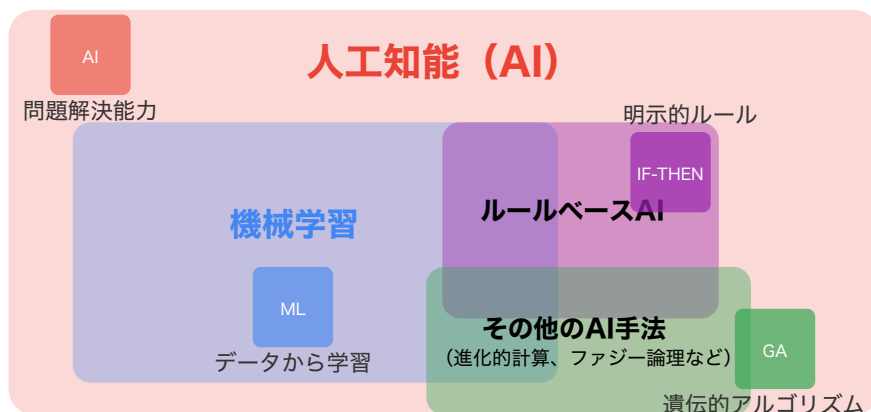 AI
人工知能（AI）
問題解決能力
明示的ルール
IF-THEN
ルールベースAI
機械学習
ML
データから学習
その他のAI手法
（進化的計算、ファジー論理など）
GA
遺伝的アルゴリズム